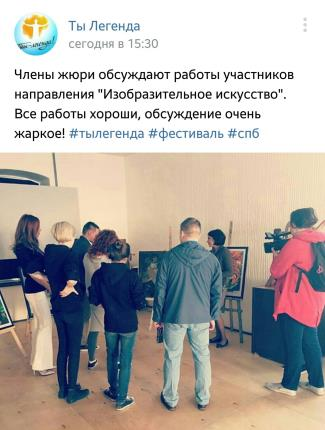 Ты Легенда
сегодня в 15:30
Члены жюри обсуждают работы участников
направления "Изобразительное искусство".
Все работы хороши, обсуждение очень
жаркое! #тылегенда #фестиваль #спб